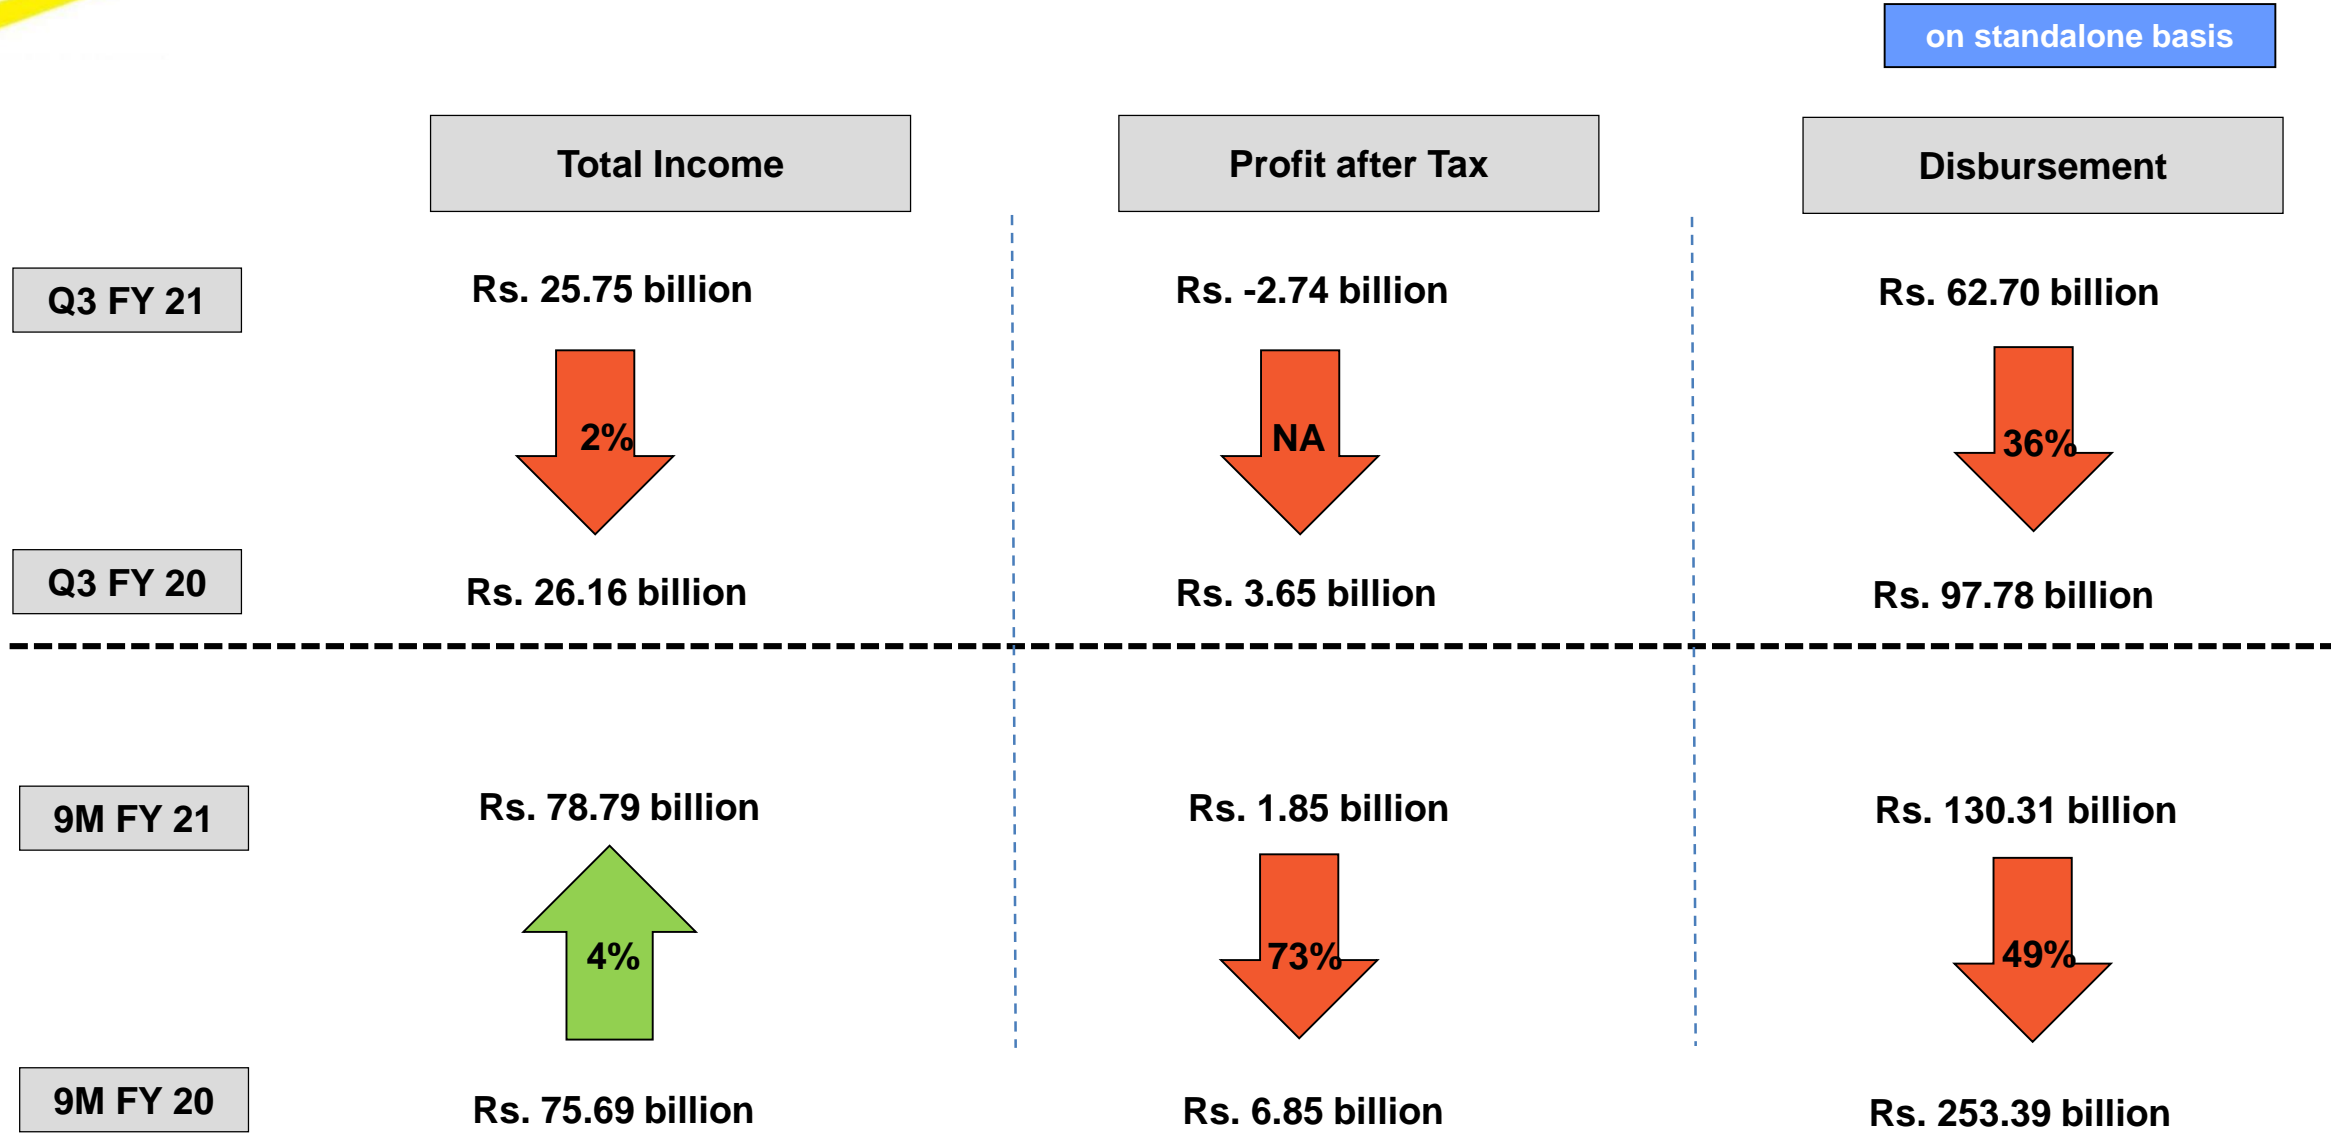 on standalone basis
Total Income
Profit after Tax
Disbursement
Q3 FY 21
Rs. 25.75 billion
Rs. -2.74 billion
Rs. 62.70 billion
2%
NA
36%
Q3 FY 20
Rs. 26.16 billion
Rs. 3.65 billion
Rs. 97.78 billion
9M FY 21
Rs. 78.79 billion
Rs. 1.85 billion
Rs. 130.31 billion
4%
73%
49%
9M FY 20
Rs. 75.69 billion
Rs. 6.85 billion
Rs. 253.39 billion